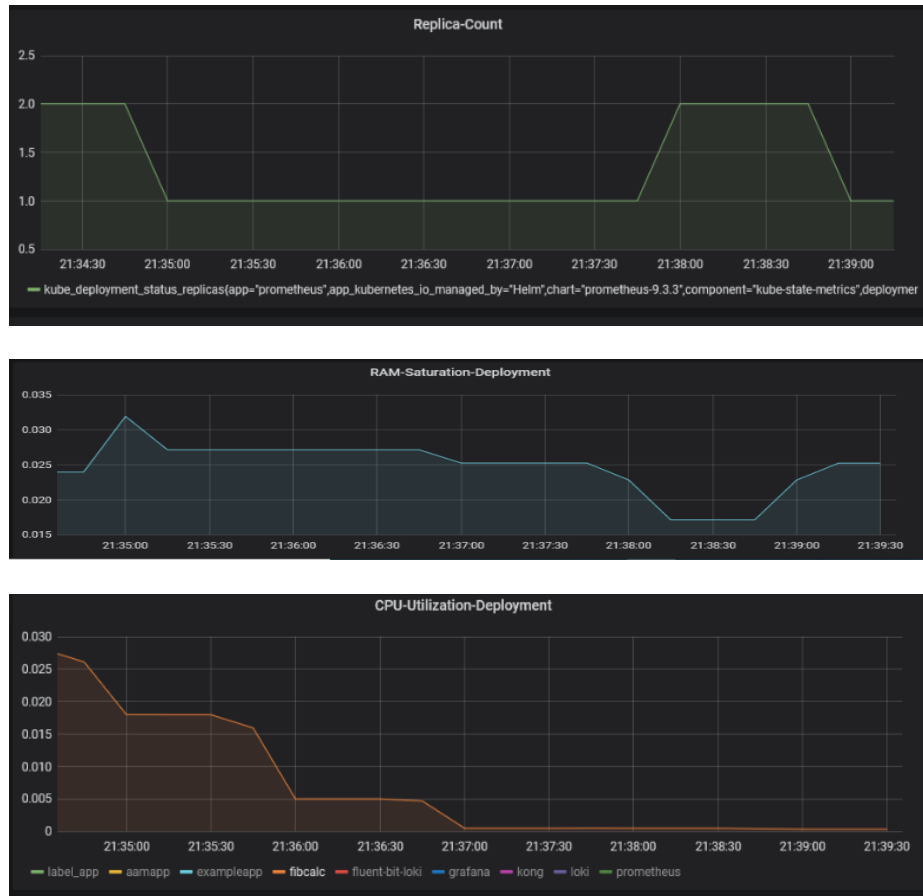 Replica-Count
2.5
2.0
1.5
1.0
0.5
21:34:30 21:35:00 21:35:30 21:36:00 21:36:30 21:37:00 21:37:30 21:38:00 21:38:30 21:39:00
kube_deployment_status_replicas{app="prometheus",app_kubernetes_io_managed_by="Helm",chart="prometheus-9.3.3",component="kube-state-metrics",deploymer
RAM-Saturation-Deployment
0.035
0.030
0.025
0.020
0.015
21:35:00 21:35:30 21:36:00 21:36:30 21:37:00 21:37:30 21:38:00 21:38:30 21:39:00 21:39:30
CPU-Utilization-Deployment
0.030
0.025
0.020
0.015
0.010
0.005
0
21:35:00 21:35:30 21:36:00 21:36:30 21:37:00 21:37:30 21:38:00 21:38:30 21:39:00 21:39:30
label_app aamapp exampleapp fibcalc fluent-bit-loki grafana kong loki prometheus